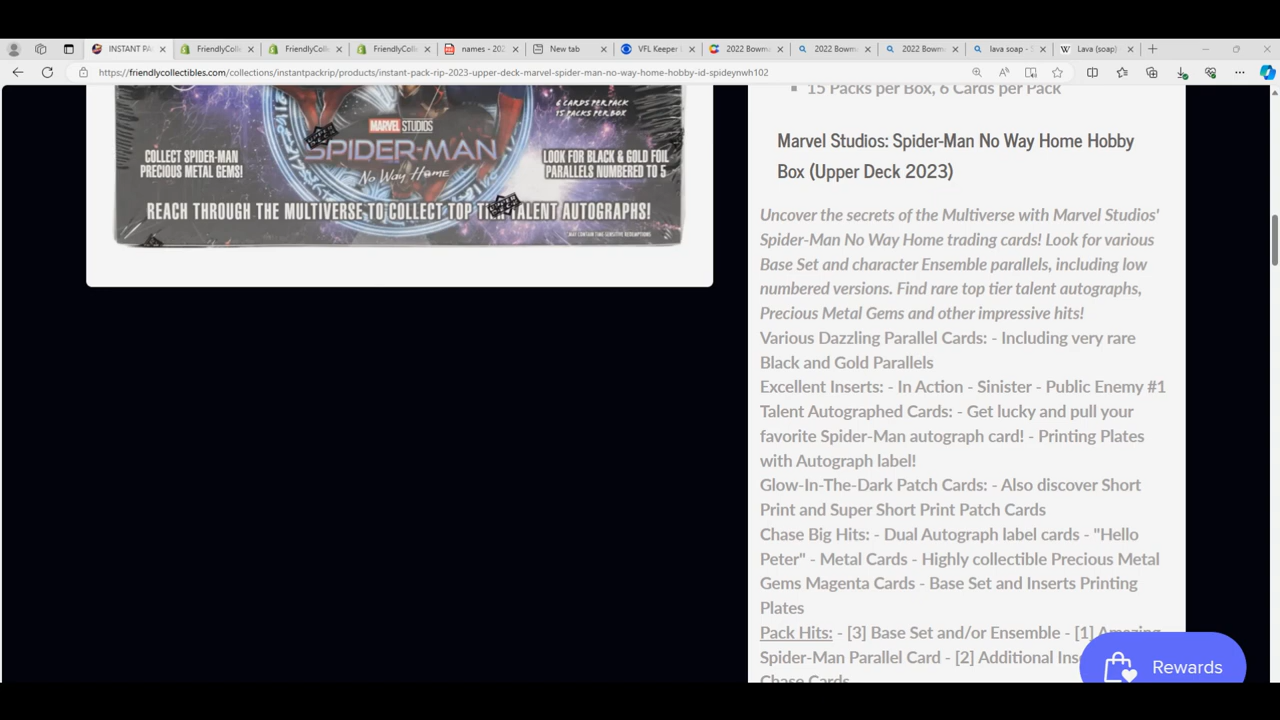 INSTANT PA
FriendlyColle
FriendlyColle
FriendlyColle
names - 202
New tab
VFL Keeper
2022 Bowma
2022 Bowma
2022 Bowma
lava soap - S
Lava (soap)
https://friendlycollectibles.com/collections/instantpackrip/products/instant-pack-rip-2023-upper-deck-marvel-spider-man-no-way-home-hobby-id-spideynwh102
6 CARDS PER PACK
15 PACKS PER BOX
MARVEL STUDIOS
SPIDER-MAN
No Way Home
COLLECT SPIDER-MAN
PRECIOUS METAL GEMS!
LOOK FOR BLACK & GOLD FOIL
PARALLELS NUMBERED TO 5
REACH THROUGH THE MULTIVERSE TO COLLECT TOP TIER TALENT AUTOGRAPHS!
15 Packs per Box, 6 Cards per Pack
Marvel Studios: Spider-Man No Way Home Hobby
Box (Upper Deck 2023)
Uncover the secrets of the Multiverse with Marvel Studios'
Spider-Man No Way Home trading cards! Look for various
Base Set and character Ensemble parallels, including low
numbered versions. Find rare top tier talent autographs,
Precious Metal Gems and other impressive hits!
Various Dazzling Parallel Cards: - Including very rare
Black and Gold Parallels
Excellent Inserts: - In Action - Sinister - Public Enemy #1
Talent Autographed Cards: - Get lucky and pull your
favorite Spider-Man autograph card! - Printing Plates
with Autograph label!
Glow-In-The-Dark Patch Cards: - Also discover Short
Print and Super Short Print Patch Cards
Chase Big Hits: - Dual Autograph label cards - "Hello
Peter" - Metal Cards - Highly collectible Precious Metal
Gems Magenta Cards - Base Set and Inserts Printing
Plates
Pack Hits: - [3] Base Set and/or Ensemble - [1] Amazing
Spider-Man Parallel Card - [2] Additional Ins
Chase Cards
Rewards